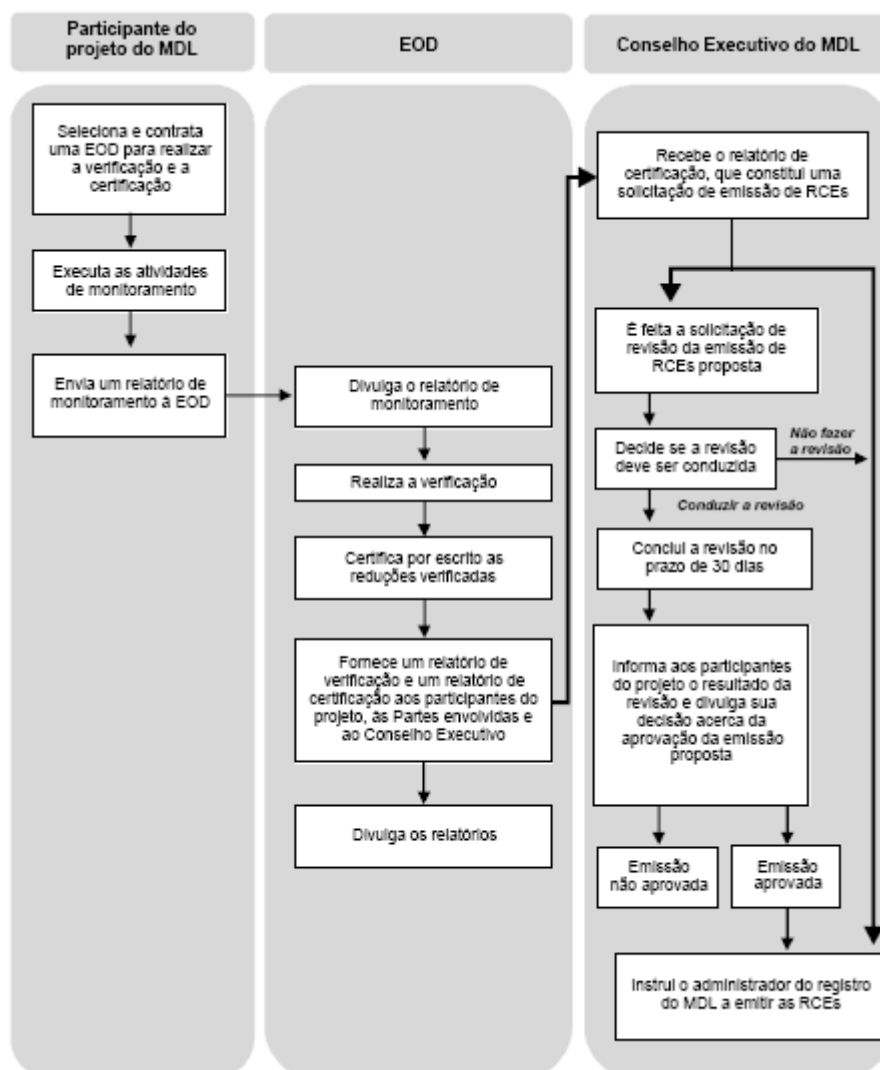 Participante do
projeto do MDL
EOD
Conselho Executivo do MDL
Seleciona e contrata
uma EOD para realizar
a verificação e a
certificação
Executa as atividades
de monitoramento
Envia um relatório de
monitoramento à EOD
Divulga o relatório de
monitoramento
Realiza a verificação
Certifica por escrito as
reduções verificadas
Fornece um relatório de
verificação e um relatório de
certificação aos participantes do
projeto, às Partes envolvidas e
ao Conselho Executivo
Divulga os relatórios
Recebe o relatório de
certificação, que constitui uma
solicitação de emissão de RCEs
É feita a solicitação de
revisão da emissão de
RCEs proposta
Decide se a revisão
deve ser conduzida
Não fazer
a revisão
Conduzir a revisão
Conclui a revisão no
prazo de 30 dias
Informa aos participantes
do projeto o resultado da
revisão e divulga sua
decisão acerca da
aprovação da emissão
proposta
Emissão
não aprovada
Emissão
aprovada
Instrui o administrador do registro
do MDL a emitir as RCEs